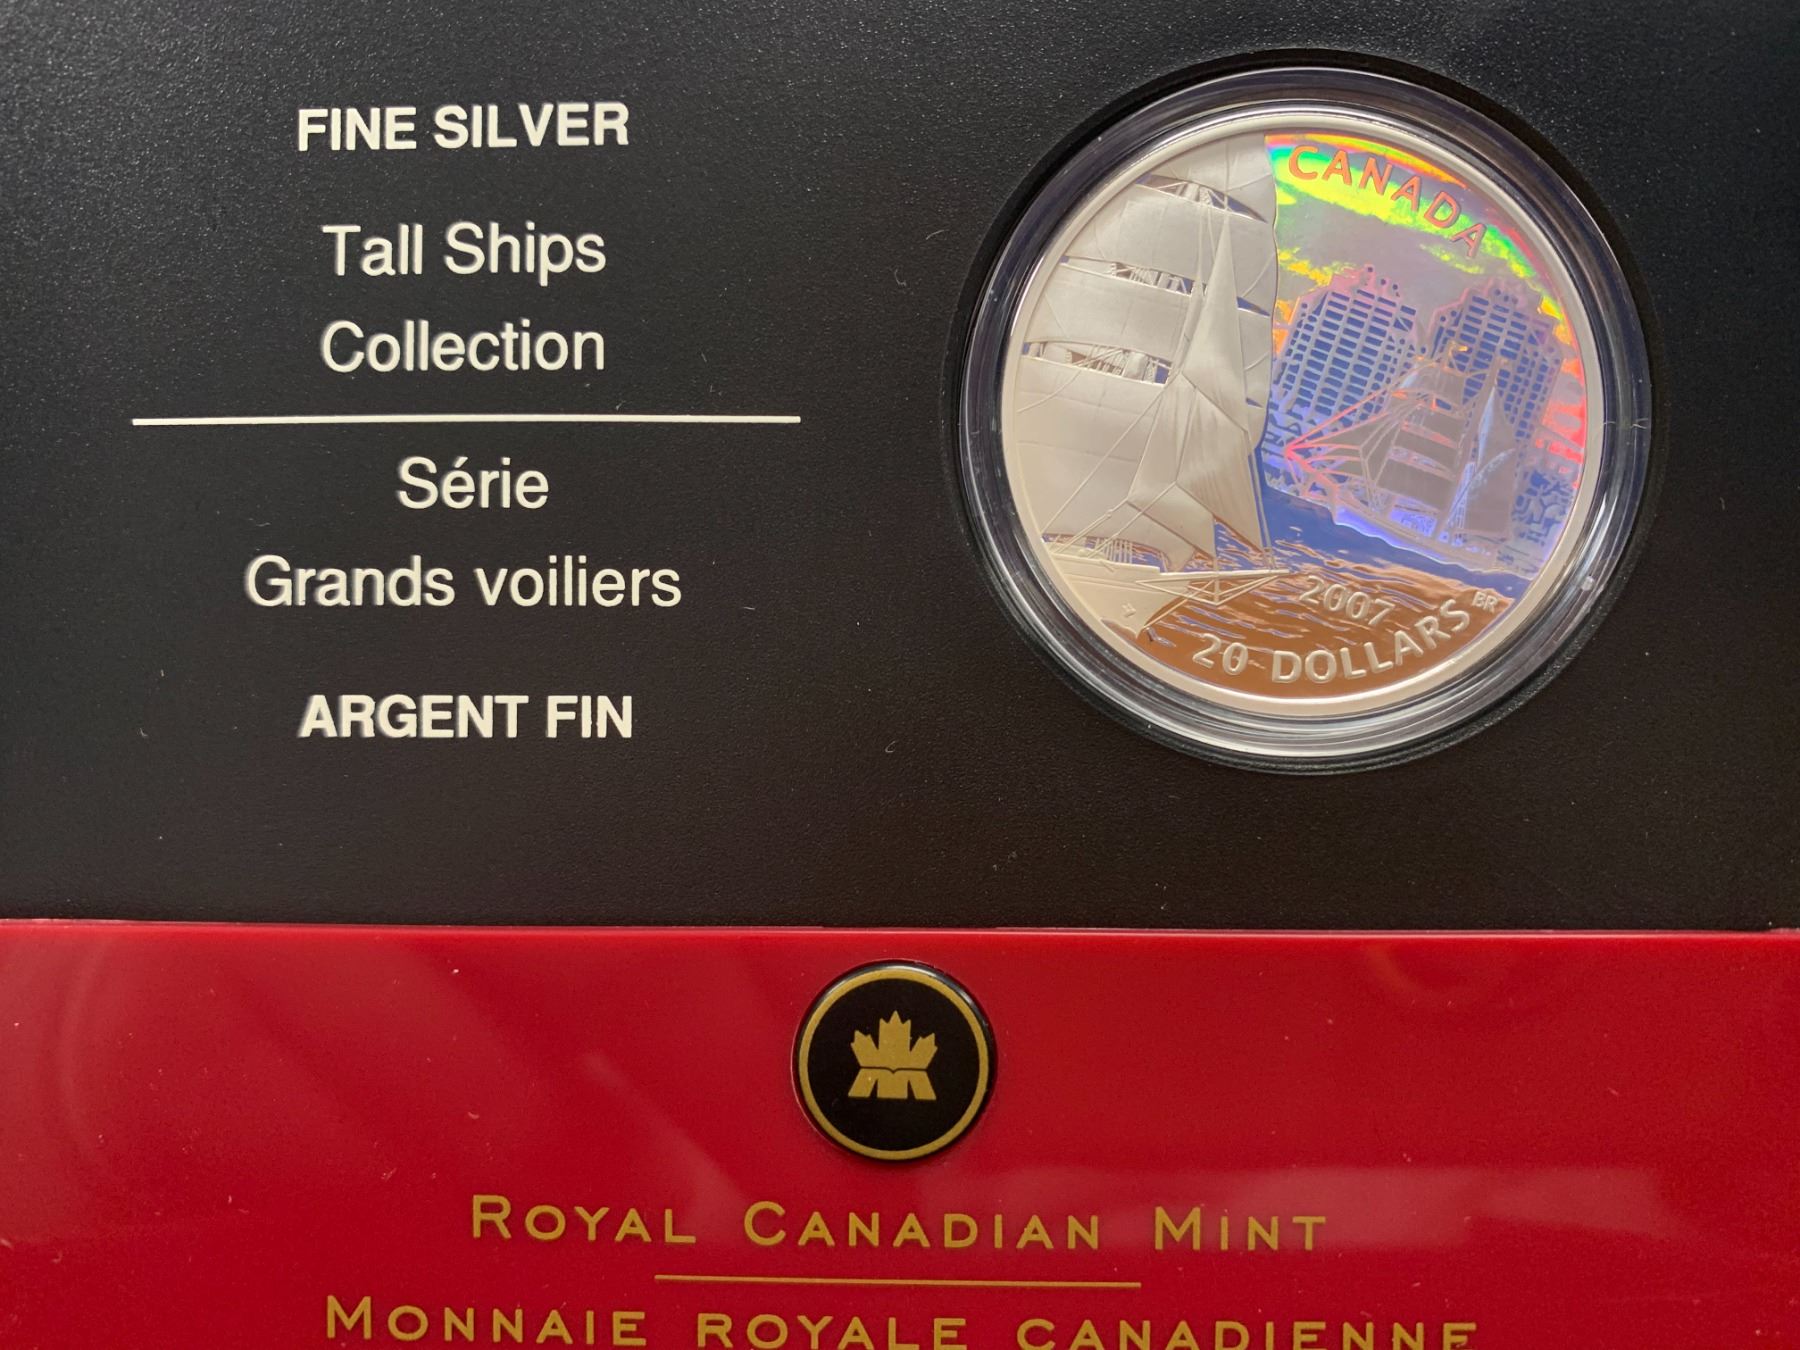 FINE SILVER
Tall Ships
Collection
Série
Grands voiliers
ARGENT FIN
CANADA
2007
20 DOLLARS
BR
ROYAL CANADIAN MINT
MONNAIE ROYALE CANADIENNE